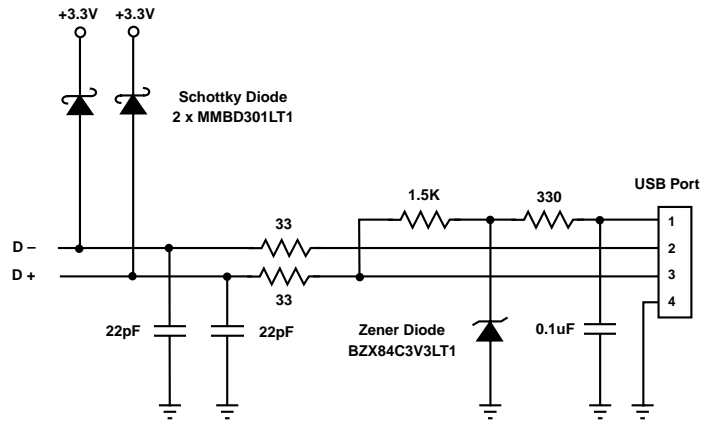 +3.3V +3.3V
Schottky Diode
2 x MMBD301LT1
1.5K
330
USB Port
33
1
D –
2
D +
3
33
4
22pF
22pF
Zener Diode
BZX84C3V3LT1
0.1uF